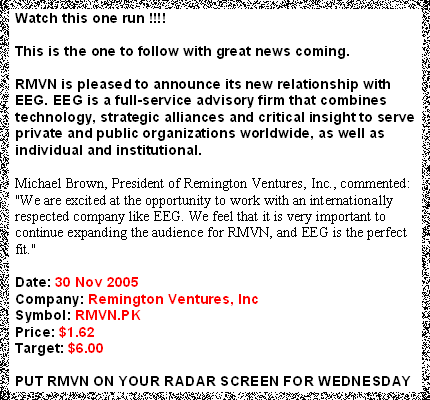 Watch this one run !!!!
This is the one to follow with great news coming.
RMVN is pleased to announce its new relationship with
EEG. EEG is a full-service advisory firm that combines
technology, strategic alliances and critical insight to serve
private and public organizations worldwide, as well as
individual and institutional.
Michael Brown, President of Remington Ventures, Inc., commented:
"We are excited at the opportunity to work with an internationally
respected company like EEG. We feel that it is very important to
continue expanding the audience for RMVN, and EEG is the perfect
fit."
Date: 30 Nov 2005
Company: Remington Ventures, Inc
Symbol: RMVN.PK
Price: $1.62
Target: $6.00
PUT RMVN ON YOUR RADAR SCREEN FOR WEDNESDAY